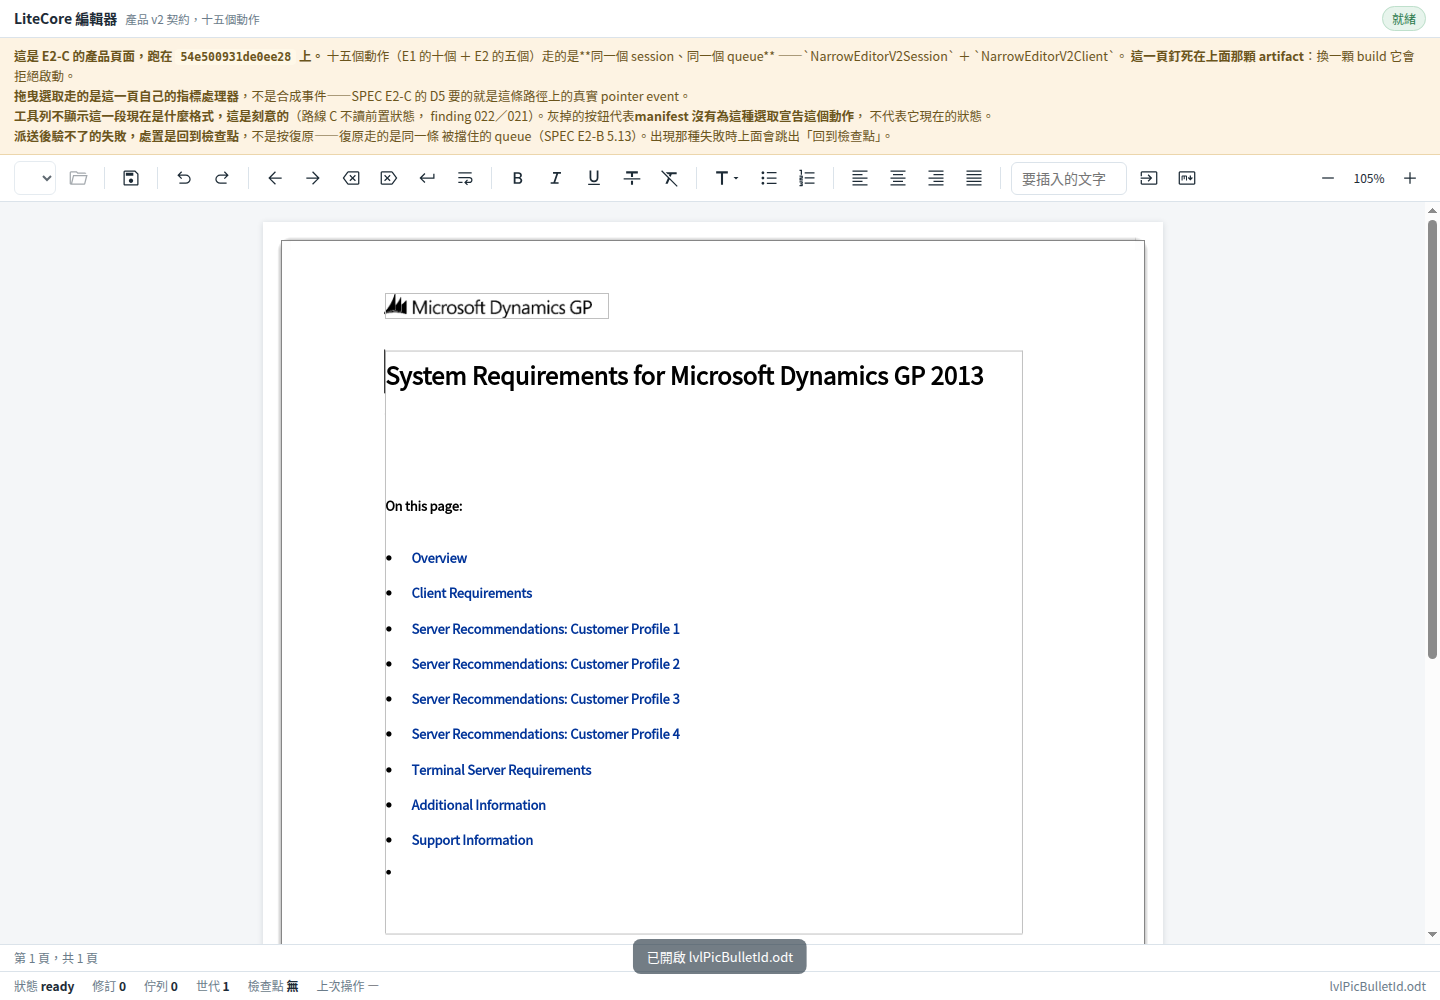 LiteCore 編輯器 產品 v2 契約，十五個動作 就緒
這是 E2-C 的產品頁面，跑在 54e500931de0ee28 上。 十五個動作（E1 的十個 ＋ E2 的五個）走的是**同一個 session、同一個 queue** ——`NarrowEditorV2Session` ＋ `NarrowEditorV2Client`。 這一頁釘死在上面那顆 artifact：換一顆 build 它會
拒絕啟動。
拖曳選取走的是這一頁自己的指標處理器，不是合成事件——SPEC E2-C 的 D5 要的就是這條路徑上的真實 pointer event。
工具列不顯示這一段現在是什麼格式，這是刻意的（路線 C 不讀前置狀態， finding 022／021）。灰掉的按鈕代表manifest 沒有為這種選取宣告這個動作， 不代表它現在的狀態。
派送後驗不了的失敗，處置是回到檢查點，不是按復原——復原走的是同一條 被擋住的 queue（SPEC E2-B 5.13）。出現那種失敗時上面會跳出「回到檢查點」。
要插入的文字 105%
Microsoft Dynamics GP
System Requirements for Microsoft Dynamics GP 2013
On this page:
• Overview
• Client Requirements
• Server Recommendations: Customer Profile 1
• Server Recommendations: Customer Profile 2
• Server Recommendations: Customer Profile 3
• Server Recommendations: Customer Profile 4
• Terminal Server Requirements
• Additional Information
• Support Information
•
第 1 頁，共 1 頁
已開啟 lvlPicBulletId.odt
狀態 ready 修訂 0 佇列 0 世代 1 檢查點 無 上次操作 — lvlPicBulletId.odt